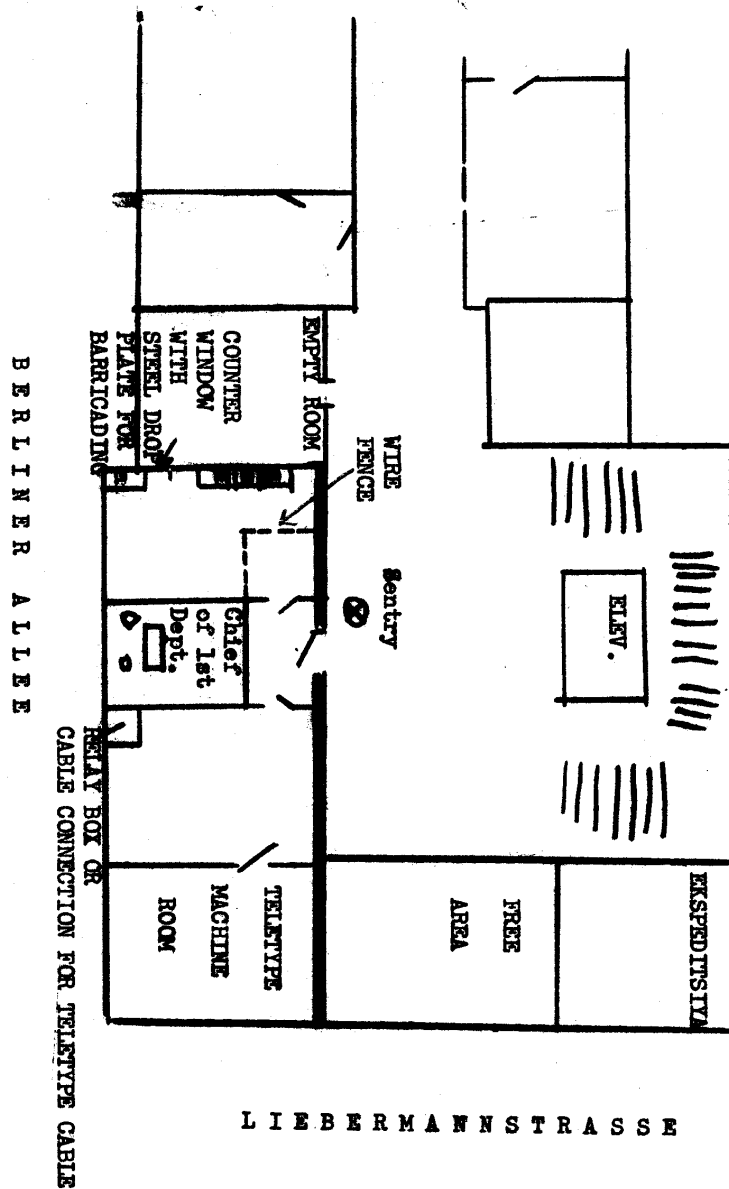 EKSPEDITSIYA
ELEV.
FREE
AREA
Sentry
WIRE
FENCE
EMPTY ROOM
COUNTER
WINDOW
WITH
STEEL DROP
PLATE FOR
BARRICADING
Chief
of 1st
Dept.
TELETYPE
MACHINE
ROOM
RELAY BOX OR
CABLE CONNECTION FOR TELETYPE CABLE
BERLINER ALLEE
LIEBERMANNSTRASSE